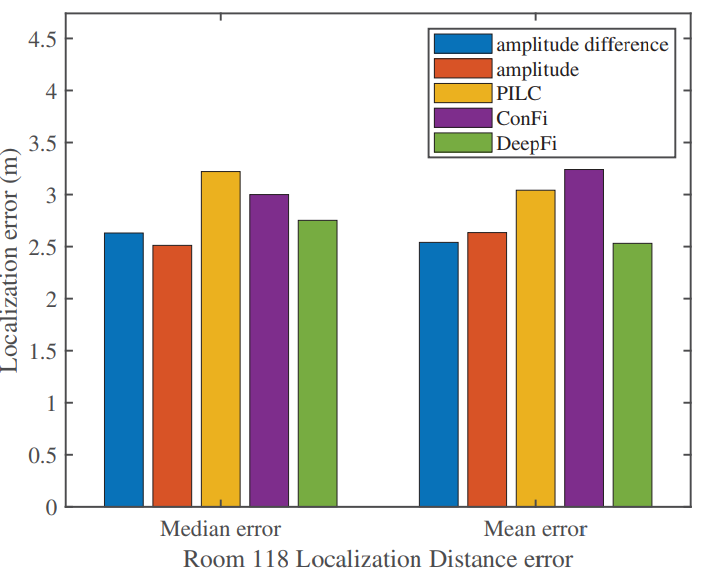 4.5
4
3.5
3
2.5
2
1.5
1
0.5
0
Localization error (m)
amplitude difference
amplitude
PILC
ConFi
DeepFi
Median error
Mean error
Room 118 Localization Distance error